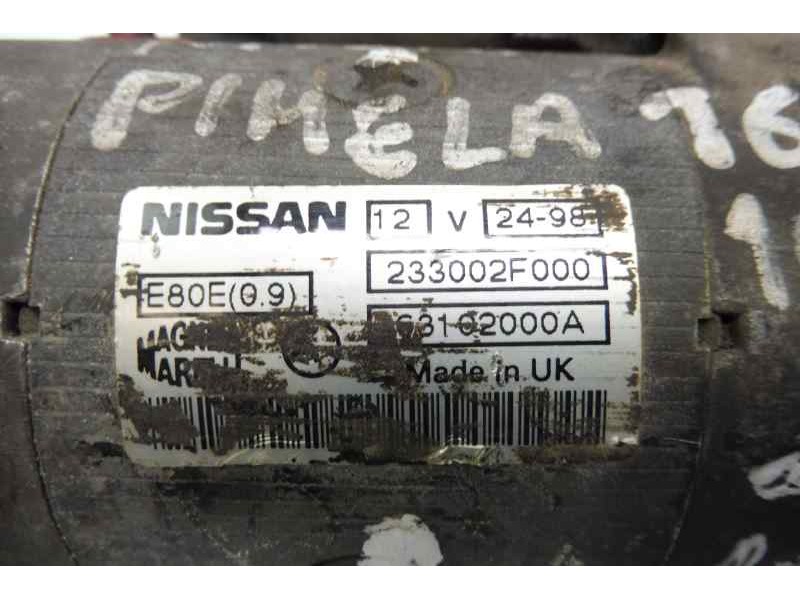 PIMELA 16
NISSAN 12 V 24-98
233002F000
E80E(0.9)
63102000A
Made in UK